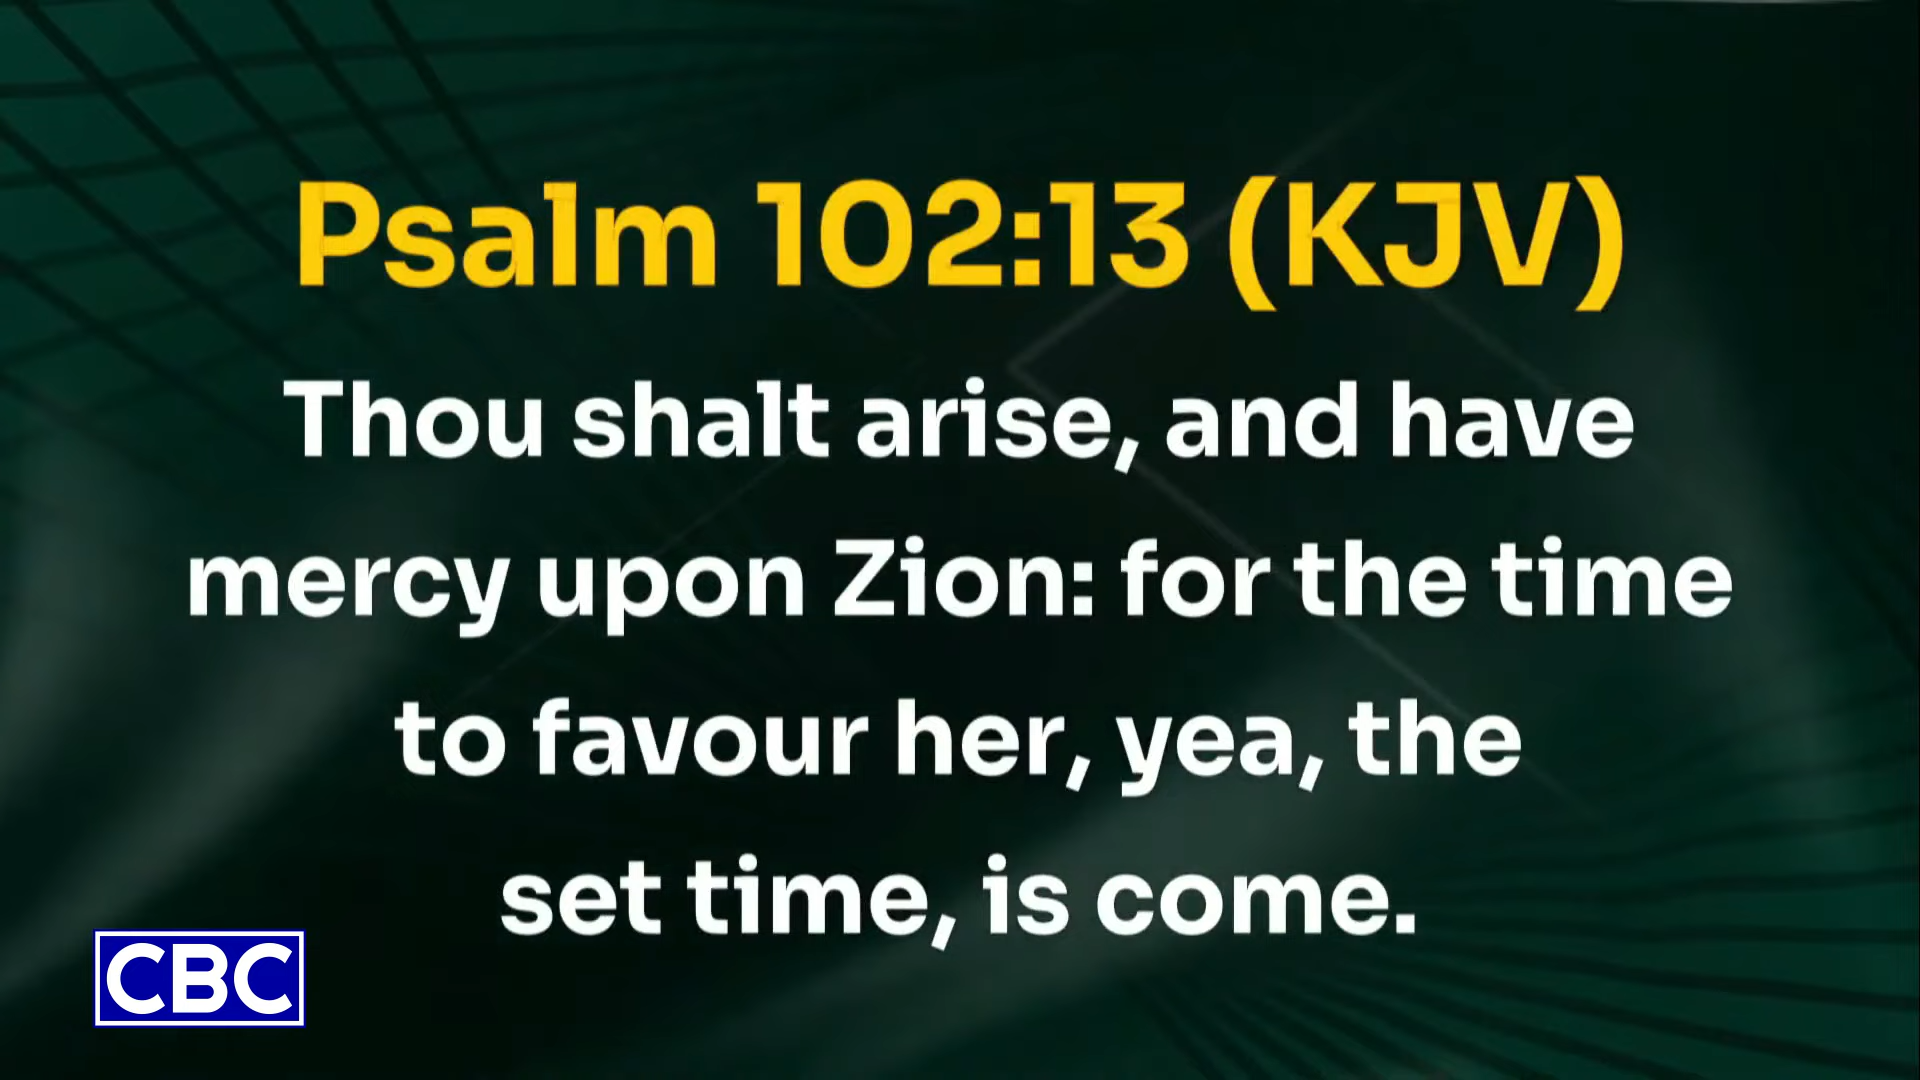 Psalm 102:13 (KJV)
Thou shalt arise, and have
mercy upon Zion: for the time
to favour her, yea, the
set time, is come.
CBC